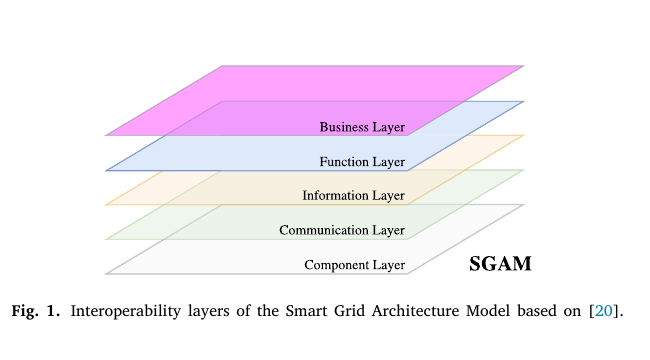 Business Layer
Function Layer
Information Layer
Communication Layer
Component Layer
SGAM
Fig. 1. Interoperability layers of the Smart Grid Architecture Model based on [20].